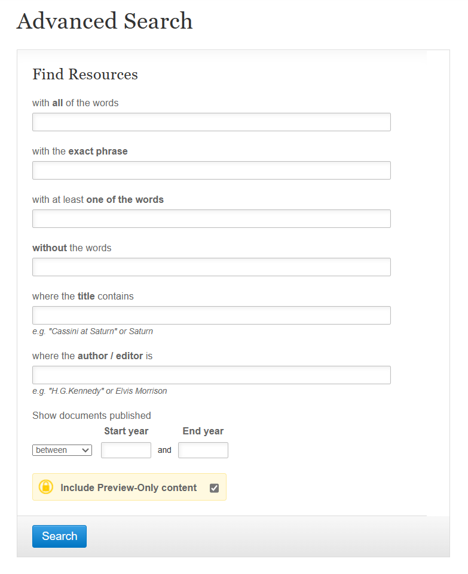 Advanced Search
Find Resources
with all of the words
with the exact phrase
with at least one of the words
without the words
where the title contains
e.g. "Cassini at Saturn" or Saturn
where the author / editor is
e.g. "H.G.Kennedy" or Elvis Morrison
Show documents published
Start year End year
between and
Include Preview-Only content
Search